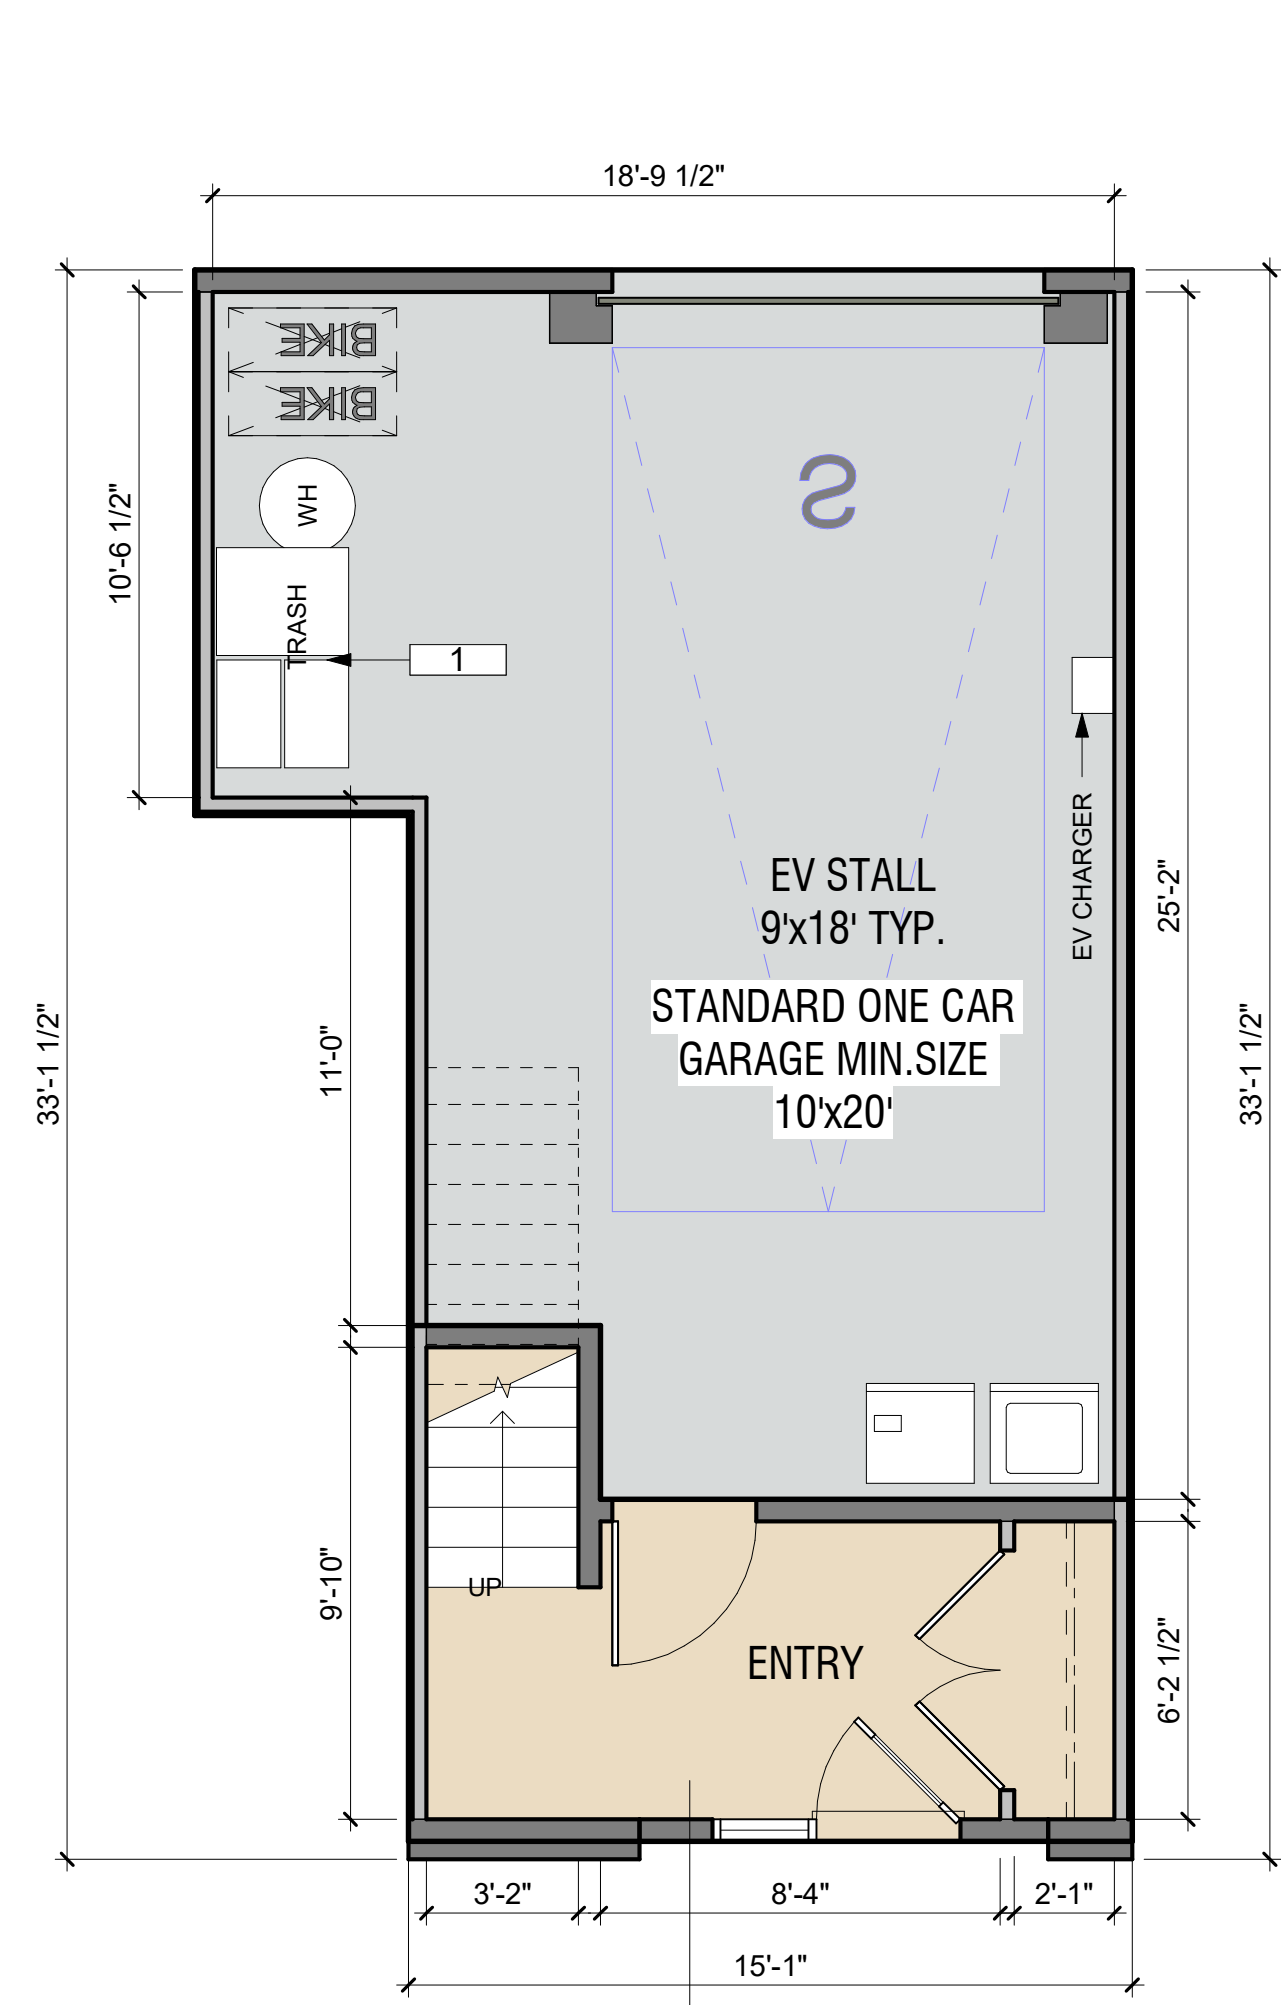 18'-9 1/2"
BIKE
BIKE
WH
10'-6 1/2"
TRASH
1
S
EV CHARGER
EV STALL
9'x18' TYP.
STANDARD ONE CAR
GARAGE MIN.SIZE
10'x20'
25'-2"
33'-1 1/2"
11'-0"
33'-1 1/2"
9'-10"
UP
ENTRY
6'-2 1/2"
3'-2"
8'-4"
2'-1"
15'-1"